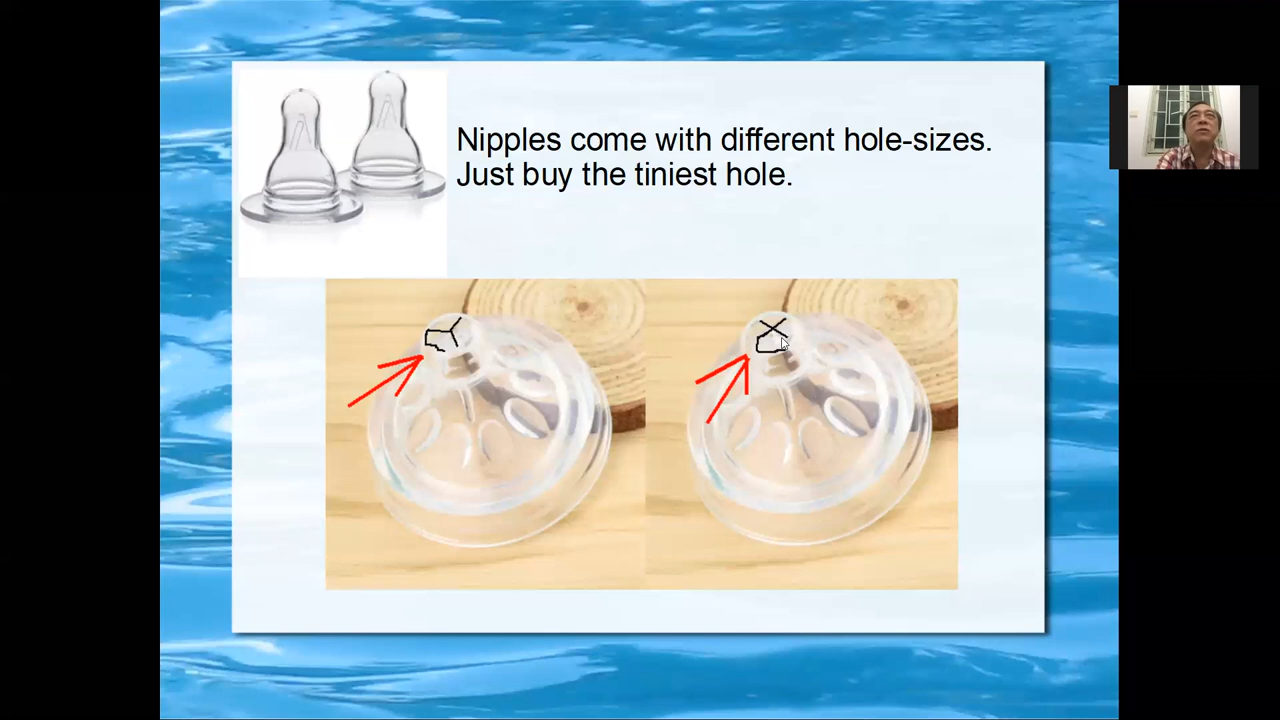 Nipples come with different hole-sizes.
Just buy the tiniest hole.